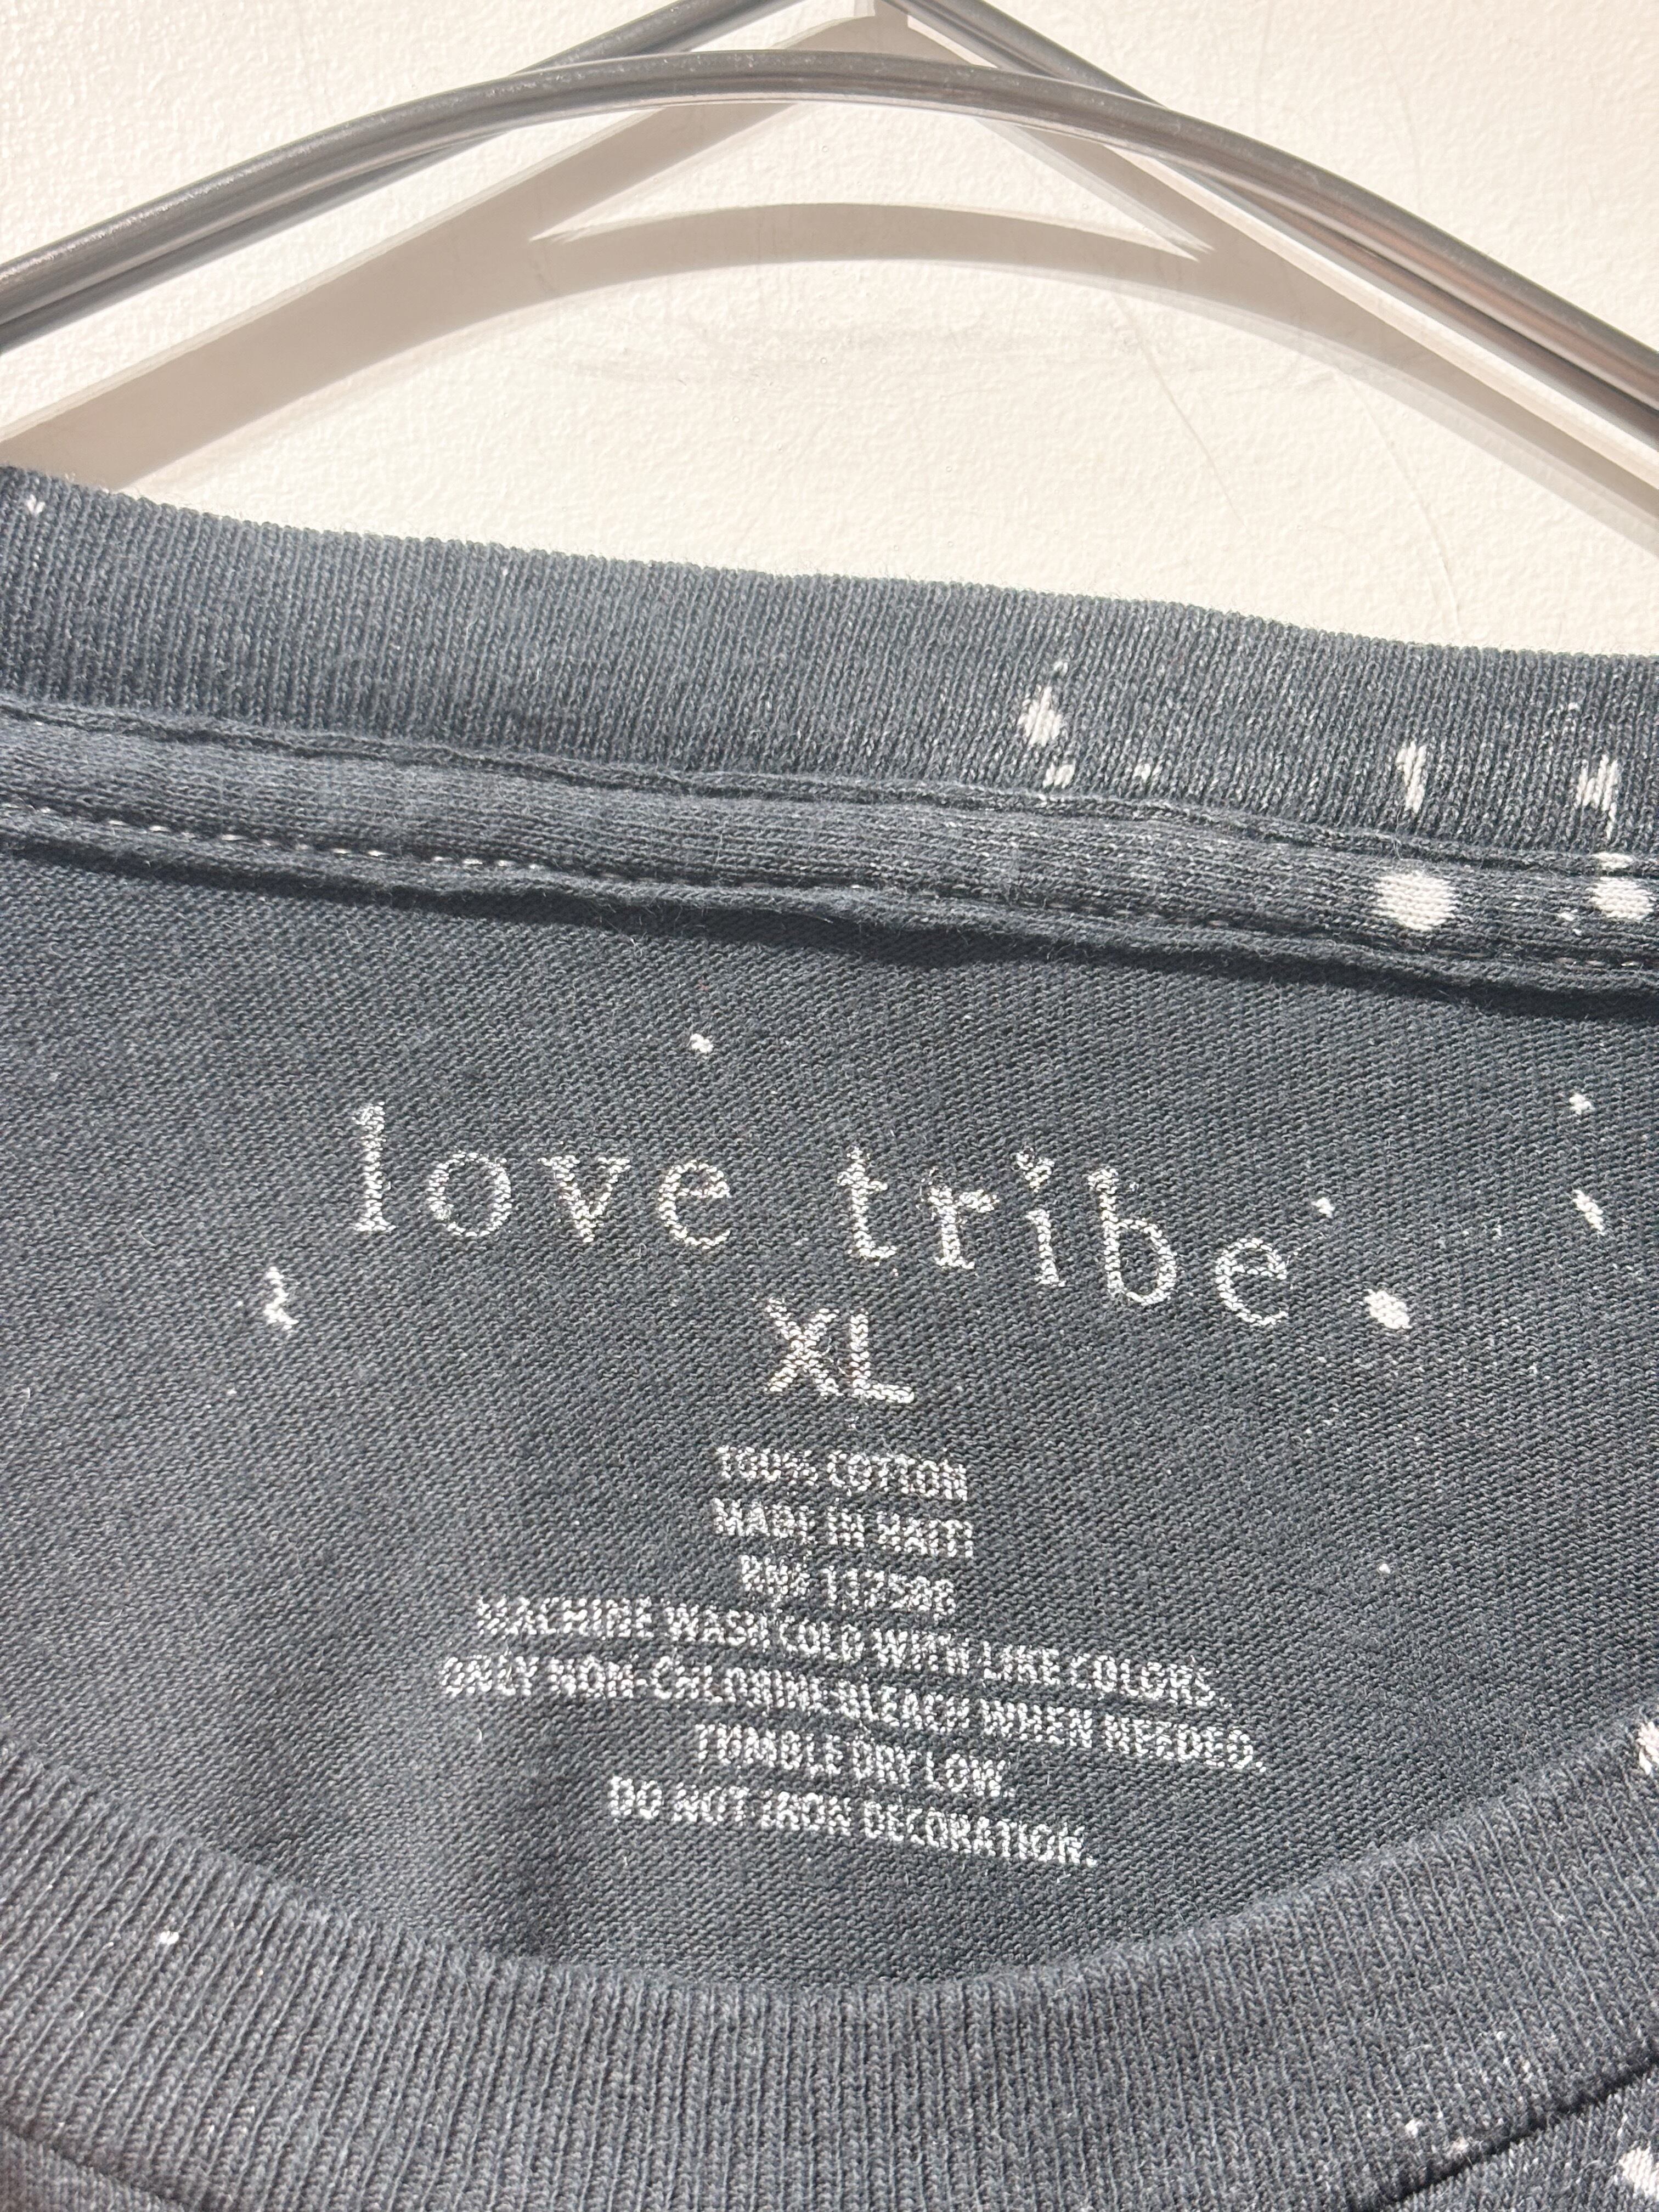 love tribe
XL
100% COTTON
MADE IN HAITI
RN# 117586
MACHINE WASH COLD WITH LIKE COLORS.
ONLY NON-CHLORINE BLEACH WHEN NEEDED.
TUMBLE DRY LOW.
DO NOT IRON DECORATION.